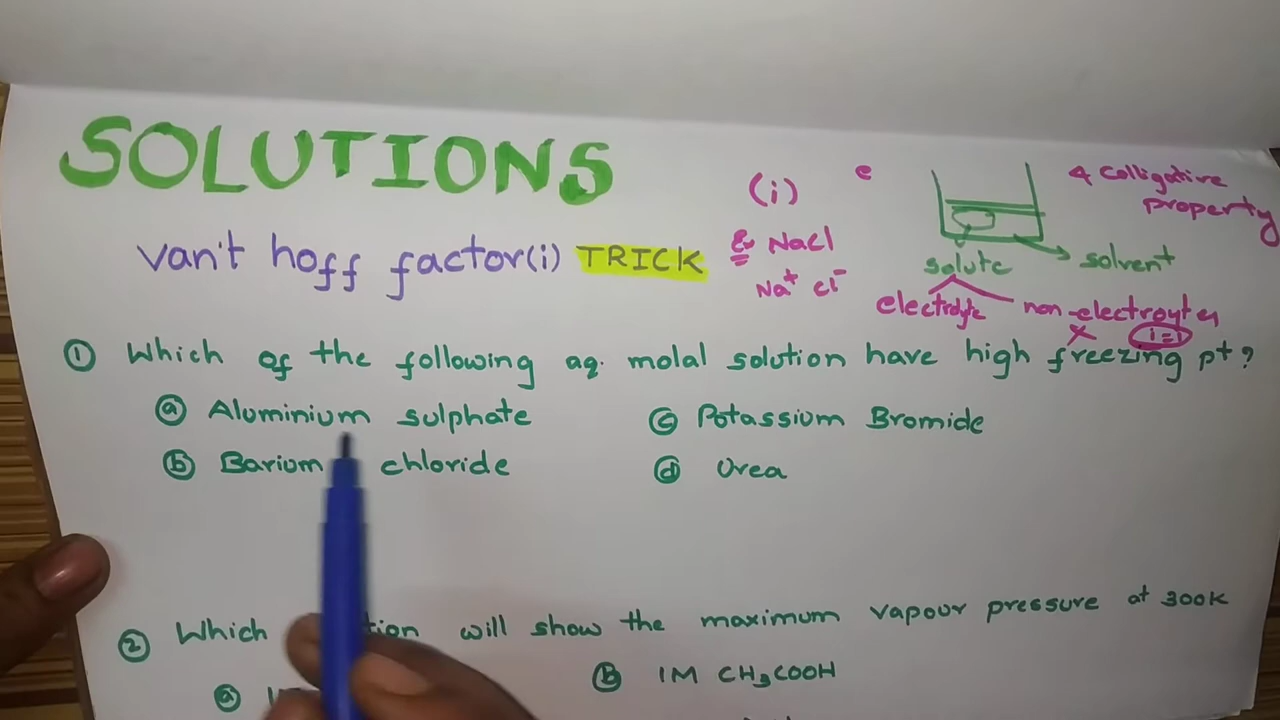 SOLUTIONS
van't hoff factor(i) TRICK
(i)
Ex NaCl
Na+ Cl-
e
4 Colligative
property
solute
solvent
electrolyte
non-electroytes
i=1
① Which of the following aq. molal solution have high freezing pt?
ⓐ Aluminium sulphate
ⓑ Barium chloride
ⓒ Potassium Bromide
ⓓ Urea
② Which will show the maximum vapour pressure at 300K
ⓐ
ⓑ 1M CH3COOH